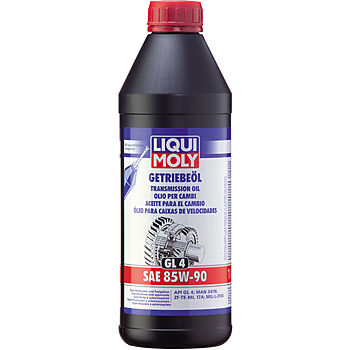 LIQUI
MOLY
GETRIEBEÖL
TRANSMISSION OIL
OLIO PER CAMBI
ACEITE PARA EL CAMBIO
ÓLEO PARA CAIXAS DE VELOCIDADES
GL 4
SAE 85W-90
API GL 4; MAN 341N;
ZF-TE-ML 17A; MIL-L-2105